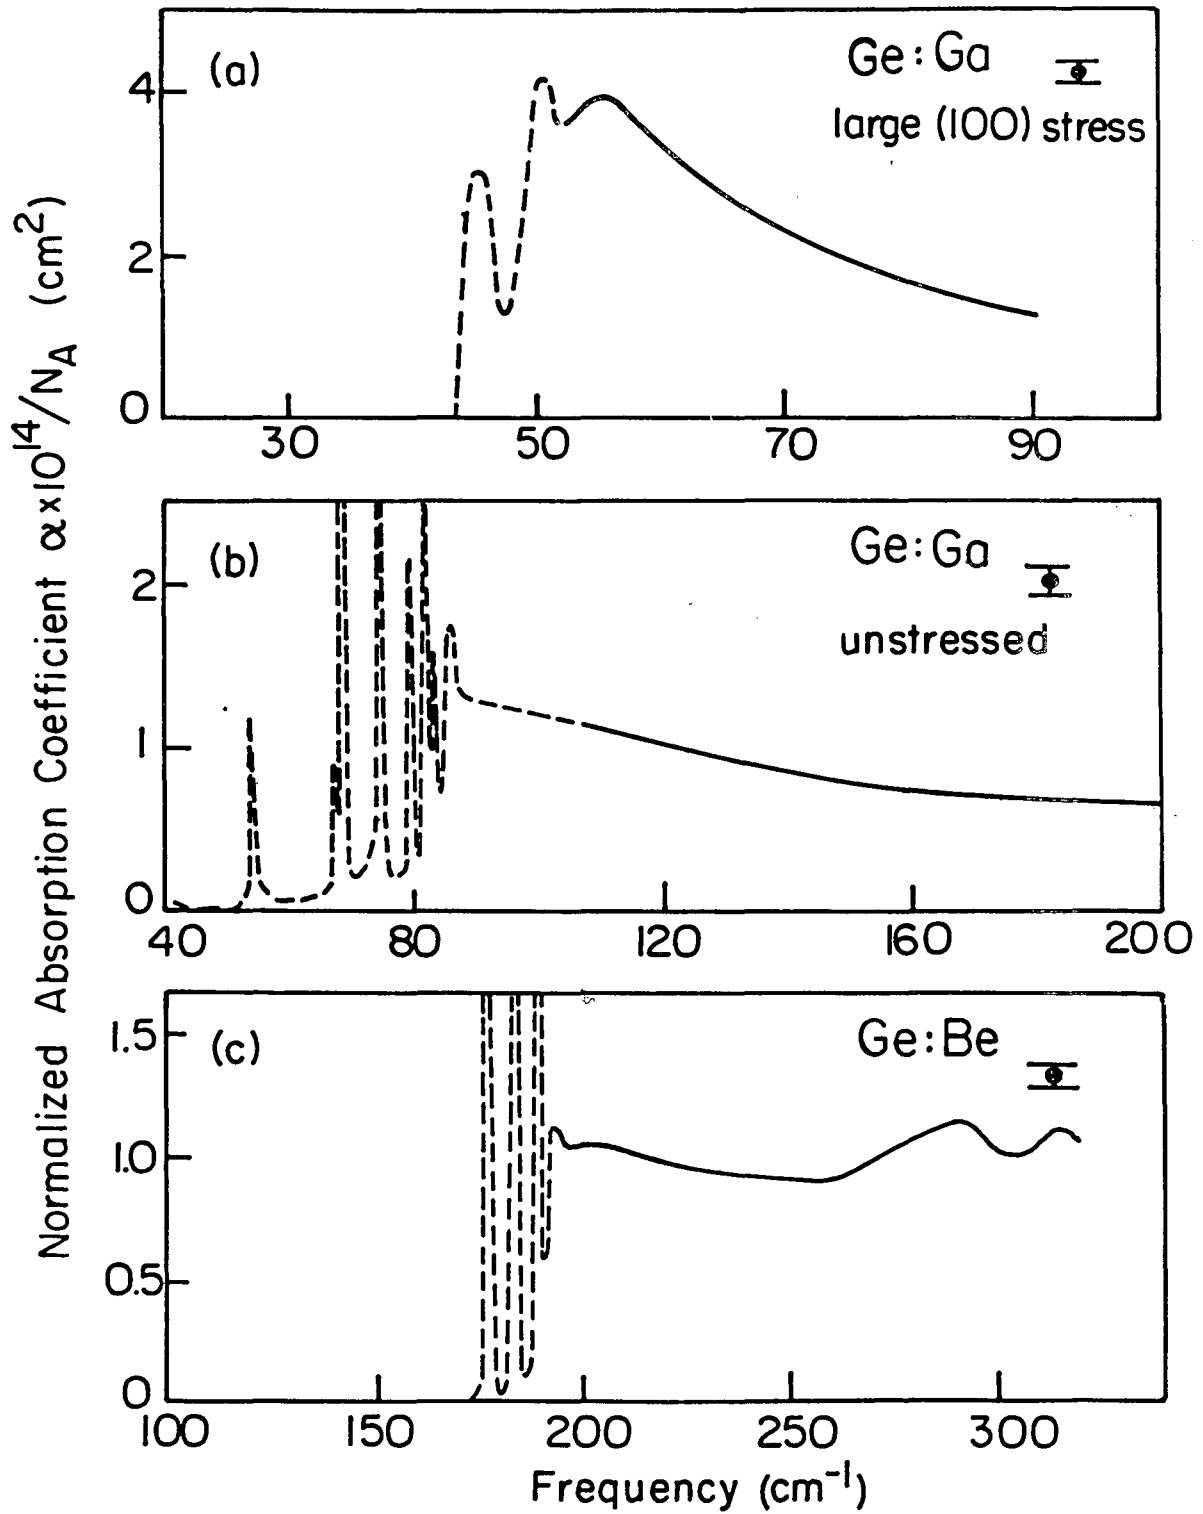 Normalized Absorption Coefficient α×10¹⁴/N_A (cm²)
(a)
Ge:Ga
large (100) stress
4
2
0
30 50 70 90
(b)
Ge:Ga
unstressed
2
1
0
40 80 120 160 200
(c)
Ge:Be
1.5
1.0
0.5
0
100 150 200 250 300
Frequency (cm⁻¹)